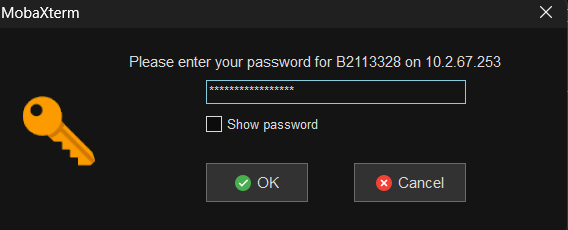 MobaXterm
Please enter your password for B2113328 on 10.2.67.253
*****************
Show password
OK
Cancel